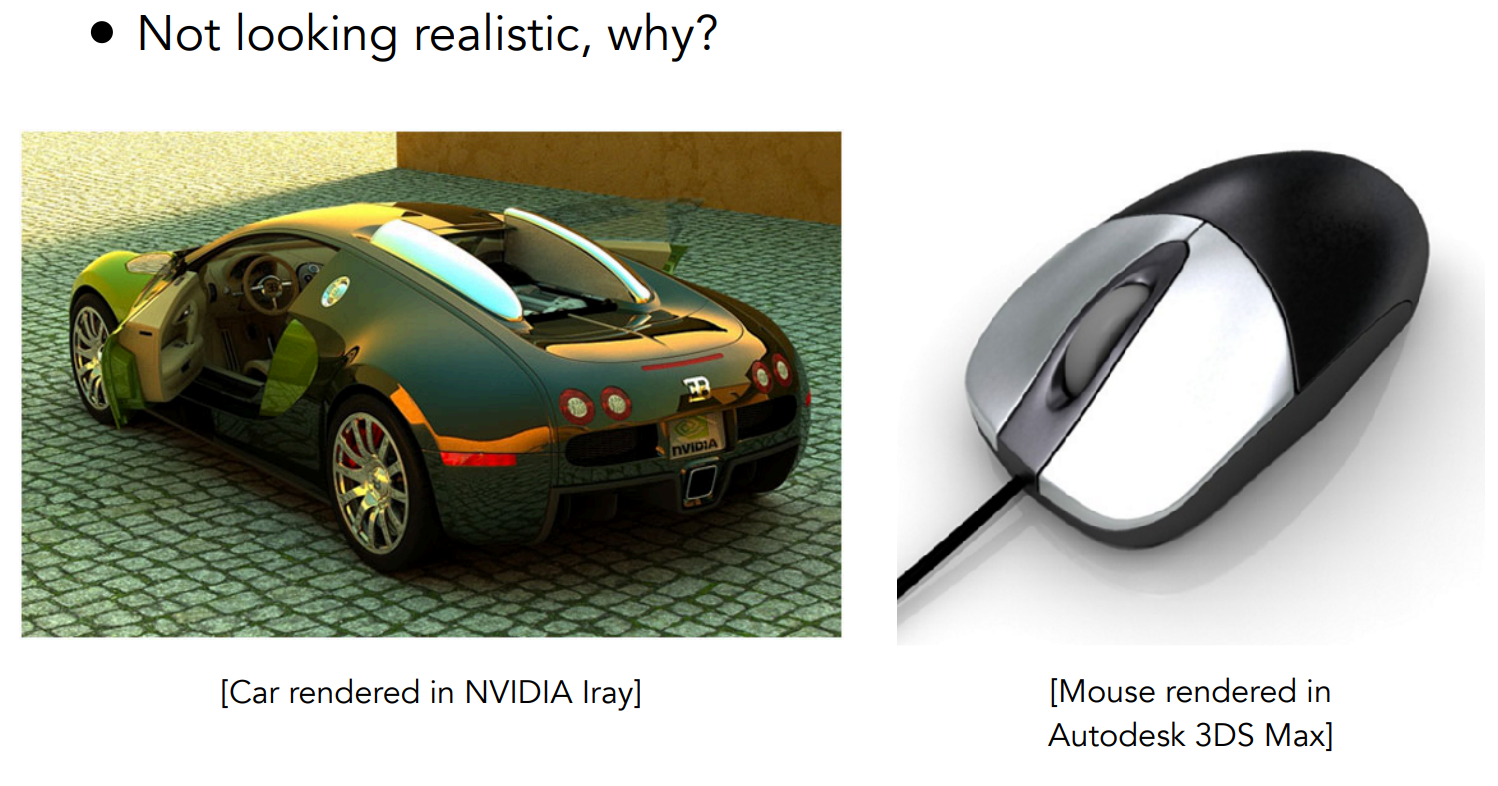 • Not looking realistic, why?
NVIDIA
[Car rendered in NVIDIA Iray]
[Mouse rendered in
Autodesk 3DS Max]